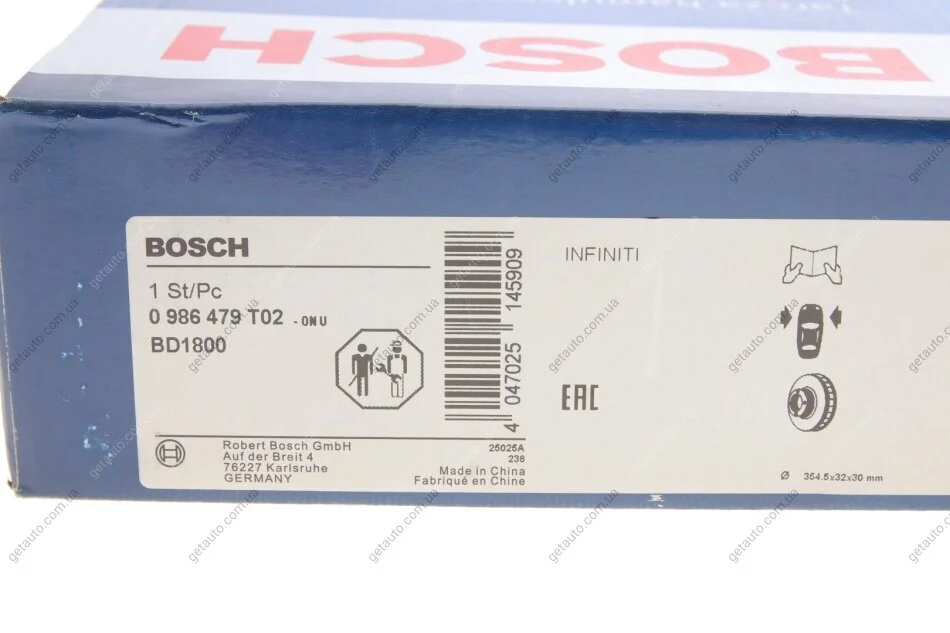 Tarcza hamulcowa
BOSCH
BOSCH
1 St/Pc
0 986 479 T02 - 0NU
BD1800
4 047025 145909
INFINITI
EAC
Robert Bosch GmbH
Auf der Breit 4
76227 Karlsruhe
GERMANY
25025A
238
Made in China
Fabriqué en Chine
Ø 354.5x32x30 mm
getauto.com.ua